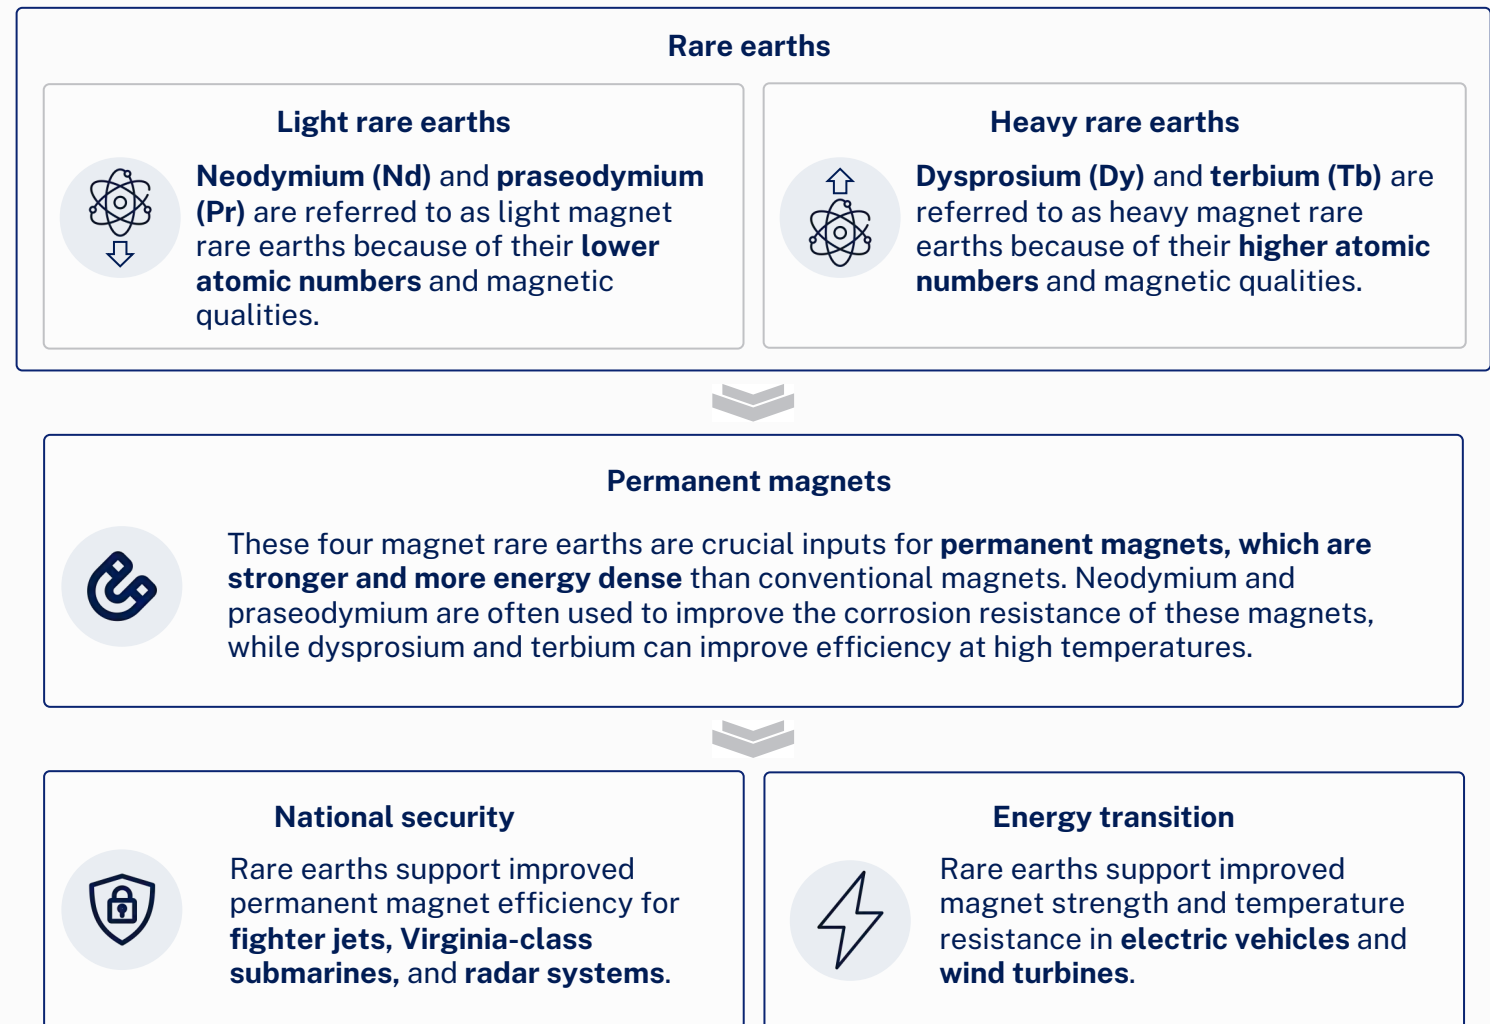 Rare earths
Light rare earths
Neodymium (Nd) and praseodymium
(Pr) are referred to as light magnet
rare earths because of their lower
atomic numbers and magnetic
qualities.
Heavy rare earths
Dysprosium (Dy) and terbium (Tb) are
referred to as heavy magnet rare
earths because of their higher atomic
numbers and magnetic qualities.
Permanent magnets
These four magnet rare earths are crucial inputs for permanent magnets, which are
stronger and more energy dense than conventional magnets. Neodymium and
praseodymium are often used to improve the corrosion resistance of these magnets,
while dysprosium and terbium can improve efficiency at high temperatures.
National security
Rare earths support improved
permanent magnet efficiency for
fighter jets, Virginia-class
submarines, and radar systems.
Energy transition
Rare earths support improved
magnet strength and temperature
resistance in electric vehicles and
wind turbines.